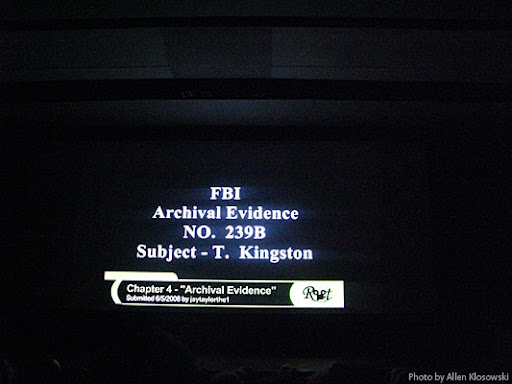 FBI
Archival Evidence
NO. 239B
Subject - T. Kingston
Chapter 4 - "Archival Evidence"
Submitted 6/5/2008 by jaytaylorthe1
Photo by Allen Klosowski